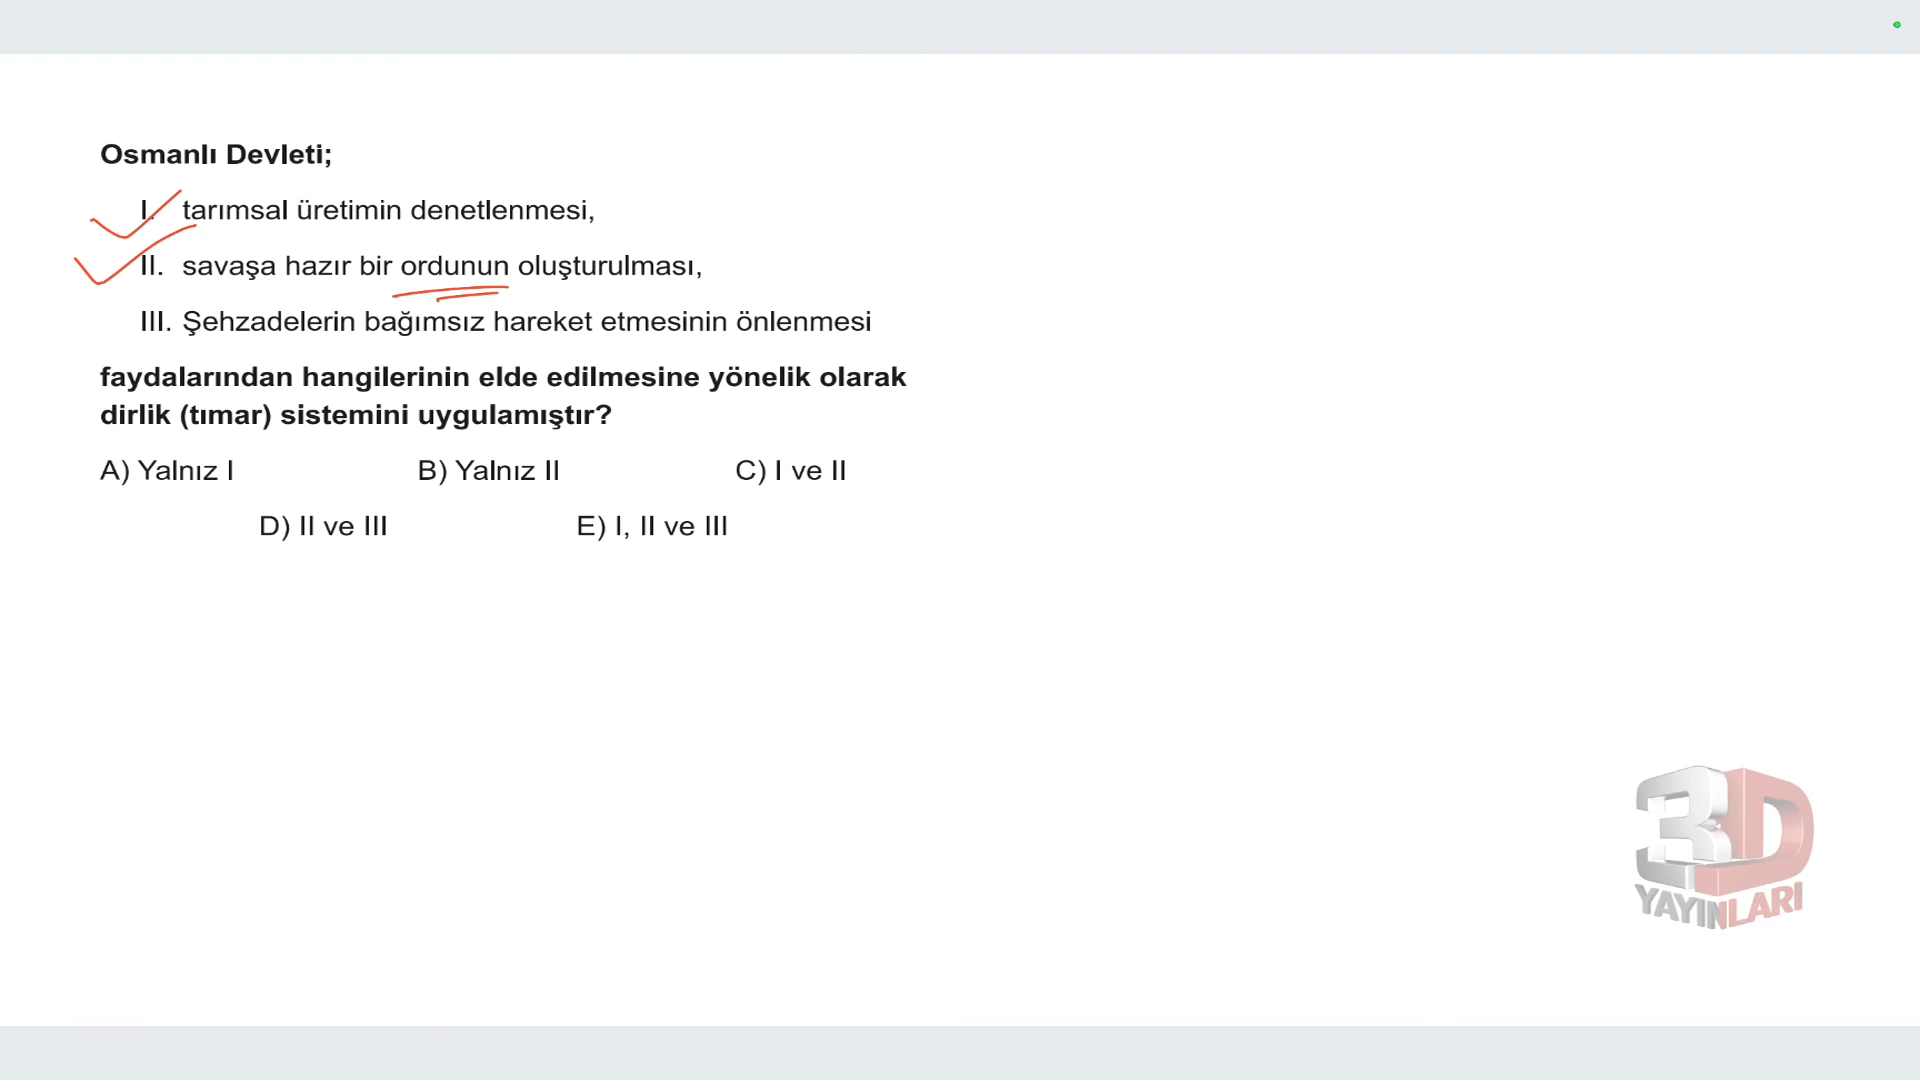 Osmanlı Devleti;
I. tarımsal üretimin denetlenmesi,
II. savaşa hazır bir ordunun oluşturulması,
III. Şehzadelerin bağımsız hareket etmesinin önlenmesi
faydalarından hangilerinin elde edilmesine yönelik olarak
dirlik (tımar) sistemini uygulamıştır?
A) Yalnız I B) Yalnız II C) I ve II
D) II ve III E) I, II ve III
3D
YAYINLARI